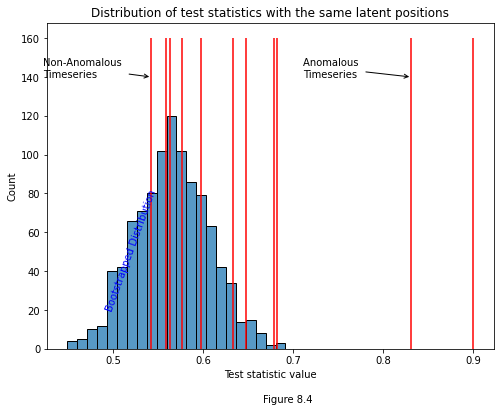 Distribution of test statistics with the same latent positions
160
140
120
100
80
60
40
20
0
Count
Non-Anomalous
Timeseries
Anomalous
Timeseries
Bootstrapped Distribution
0.5 0.6 0.7 0.8 0.9
Test statistic value
Figure 8.4